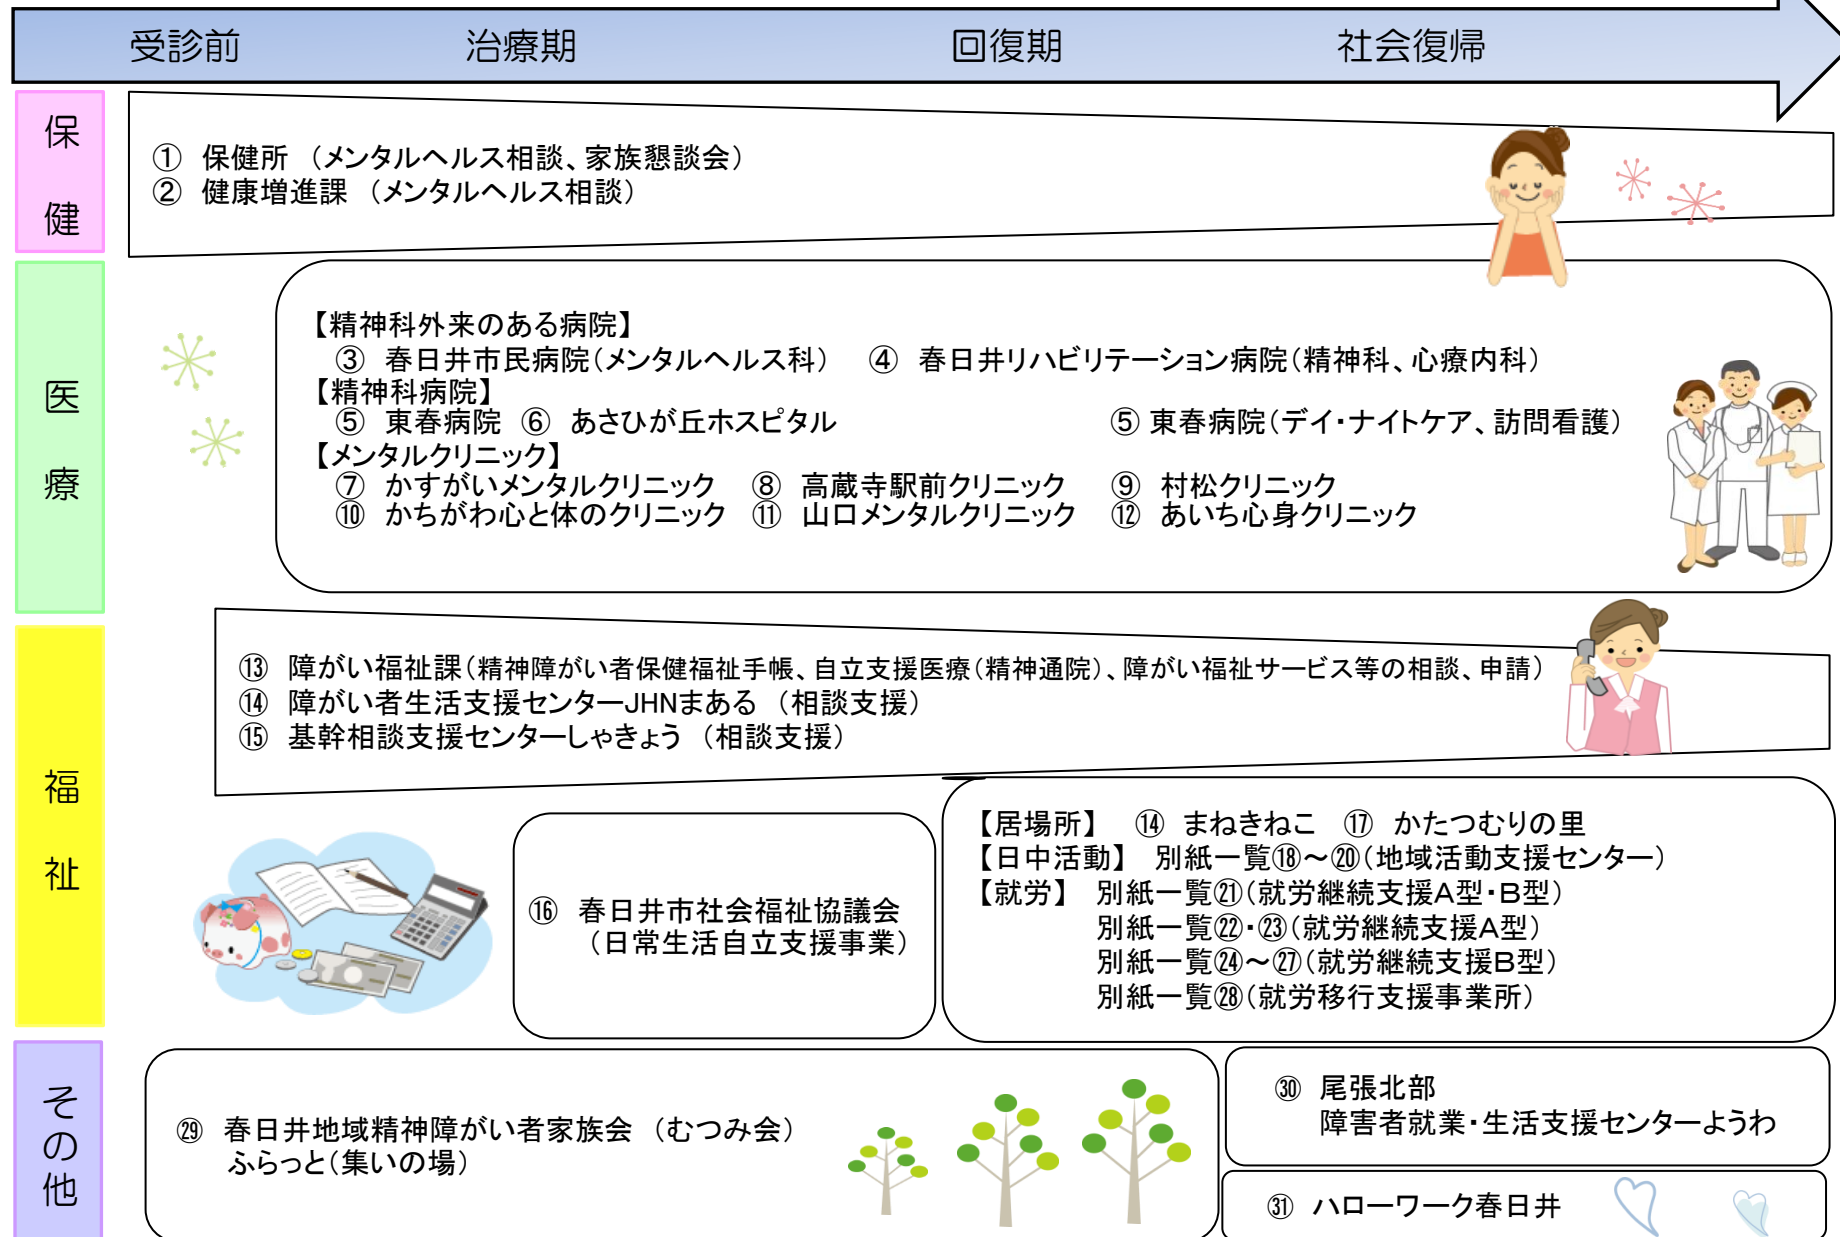 受診前 治療期 回復期 社会復帰
保健
① 保健所 （メンタルヘルス相談、家族懇談会）
② 健康増進課 （メンタルヘルス相談）
医療
【精神科外来のある病院】
③ 春日井市民病院（メンタルヘルス科） ④ 春日井リハビリテーション病院（精神科、心療内科）
【精神科病院】
⑤ 東春病院 ⑥ あさひが丘ホスピタル ⑤ 東春病院（デイ・ナイトケア、訪問看護）
【メンタルクリニック】
⑦ かすがいメンタルクリニック ⑧ 高蔵寺駅前クリニック ⑨ 村松クリニック
⑩ かちがわ心と体のクリニック ⑪ 山口メンタルクリニック ⑫ あいち心身クリニック
福祉
⑬ 障がい福祉課（精神障がい者保健福祉手帳、自立支援医療（精神通院）、障がい福祉サービス等の相談、申請）
⑭ 障がい者生活支援センターJHNまある （相談支援）
⑮ 基幹相談支援センターしゃきょう （相談支援）
⑯ 春日井市社会福祉協議会
（日常生活自立支援事業）
【居場所】 ⑭ まねきねこ ⑰ かたつむりの里
【日中活動】 別紙一覧⑱～⑳（地域活動支援センター）
【就労】 別紙一覧㉑（就労継続支援A型・B型）
別紙一覧㉒・㉓（就労継続支援A型）
別紙一覧㉔～㉗（就労継続支援B型）
別紙一覧㉘（就労移行支援事業所）
その他
㉙ 春日井地域精神障がい者家族会 （むつみ会）
ふらっと（集いの場）
㉚ 尾張北部
障害者就業・生活支援センターようわ
㉛ ハローワーク春日井